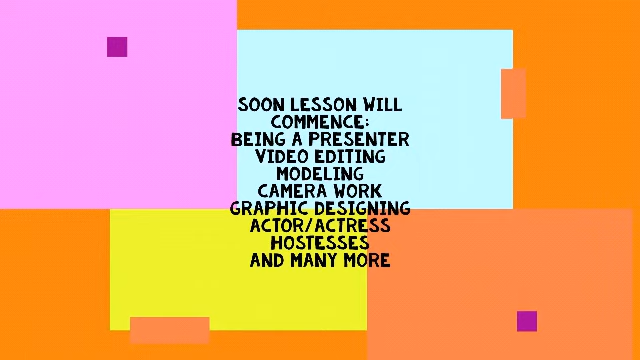 SOON LESSON WILL
COMMENCE:
BEING A PRESENTER
VIDEO EDITING
MODELING
CAMERA WORK
GRAPHIC DESIGNING
ACTOR/ACTRESS
HOSTESSES
AND MANY MORE